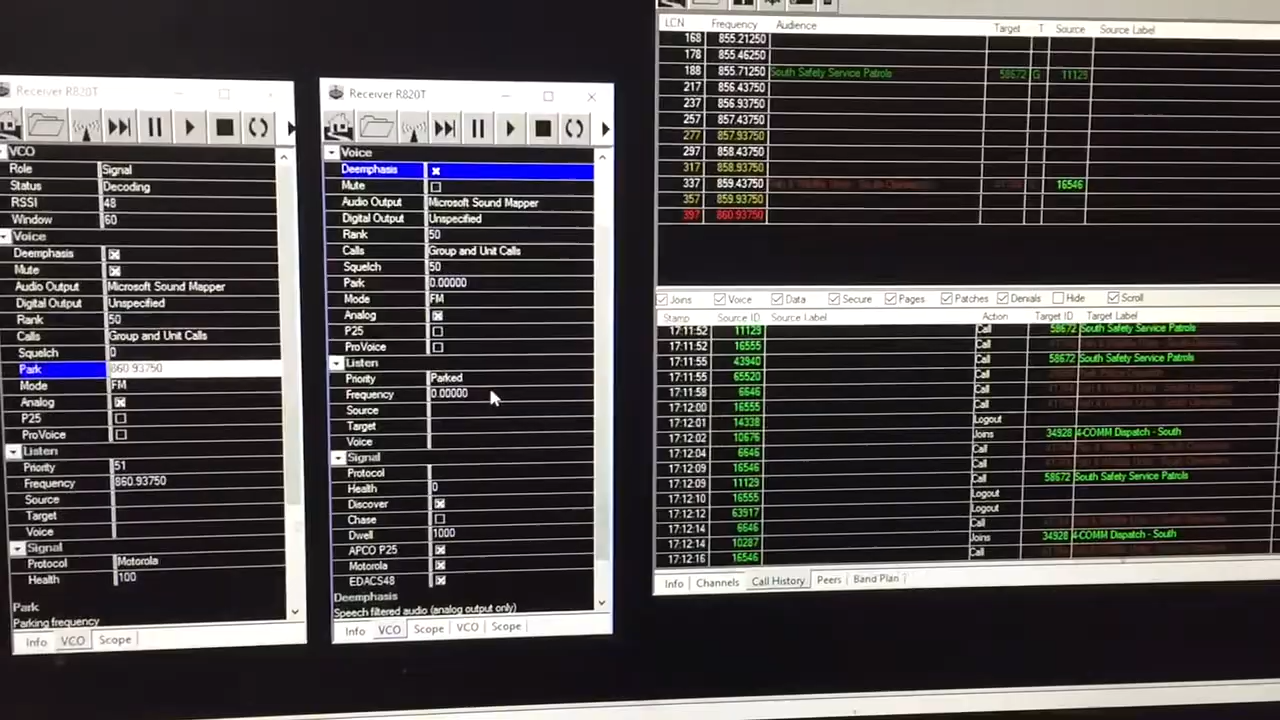 Receiver R820T
VCO
Role Signal
Status Decoding
RSSI 48
Window 60
Voice
Deemphasis
Mute
Audio Output Microsoft Sound Mapper
Digital Output Unspecified
Rank 50
Calls Group and Unit Calls
Squelch 0
Park 860.93750
Mode FM
Analog
P25
ProVoice
Listen
Priority 51
Frequency 860.93750
Source
Target
Voice
Signal
Protocol Motorola
Health 100
Park
Parking frequency
Info VCO Scope
Receiver R820T
Voice
Deemphasis
Mute
Audio Output Microsoft Sound Mapper
Digital Output Unspecified
Rank 50
Calls Group and Unit Calls
Squelch 50
Park 0.00000
Mode FM
Analog
P25
ProVoice
Listen
Priority Parked
Frequency 0.00000
Source
Target
Voice
Signal
Protocol
Health 0
Discover
Chase
Dwell 1000
APCO P25
Motorola
EDACS48
Deemphasis
Speech filtered audio (analog output only)
Info VCO Scope VCO Scope
LCN Frequency Audience Target T Source Source Label
168 855.21250
178 855.46250
188 855.71250 South Safety Service Patrols 58672 G 11129
217 856.43750
237 856.93750
257 857.43750
277 857.93750
297 858.43750
317 858.93750
337 859.43750 16546
357 859.93750
397 860.93750
Joins Voice Data Secure Pages Patches Denials Hide Scroll
Stamp Source ID Source Label Action Target ID Target Label
17:11:52 11129 Call 58672 South Safety Service Patrols
17:11:52 16555 Call
17:11:55 43940 Call 58672 South Safety Service Patrols
17:11:55 65520 Call
17:11:58 6646 Call
17:12:00 16555 Call
17:12:01 14338 Logout
17:12:02 10676 Joins 34928 4-COMM Dispatch - South
17:12:04 6646 Call
17:12:09 16546 Call
17:12:09 11129 Call 58672 South Safety Service Patrols
17:12:10 16555 Logout
17:12:12 63917 Logout
17:12:14 6646 Call
17:12:14 10287 Joins 34928 4-COMM Dispatch - South
17:12:16 16546 Call
Info Channels Call History Peers Band Plan